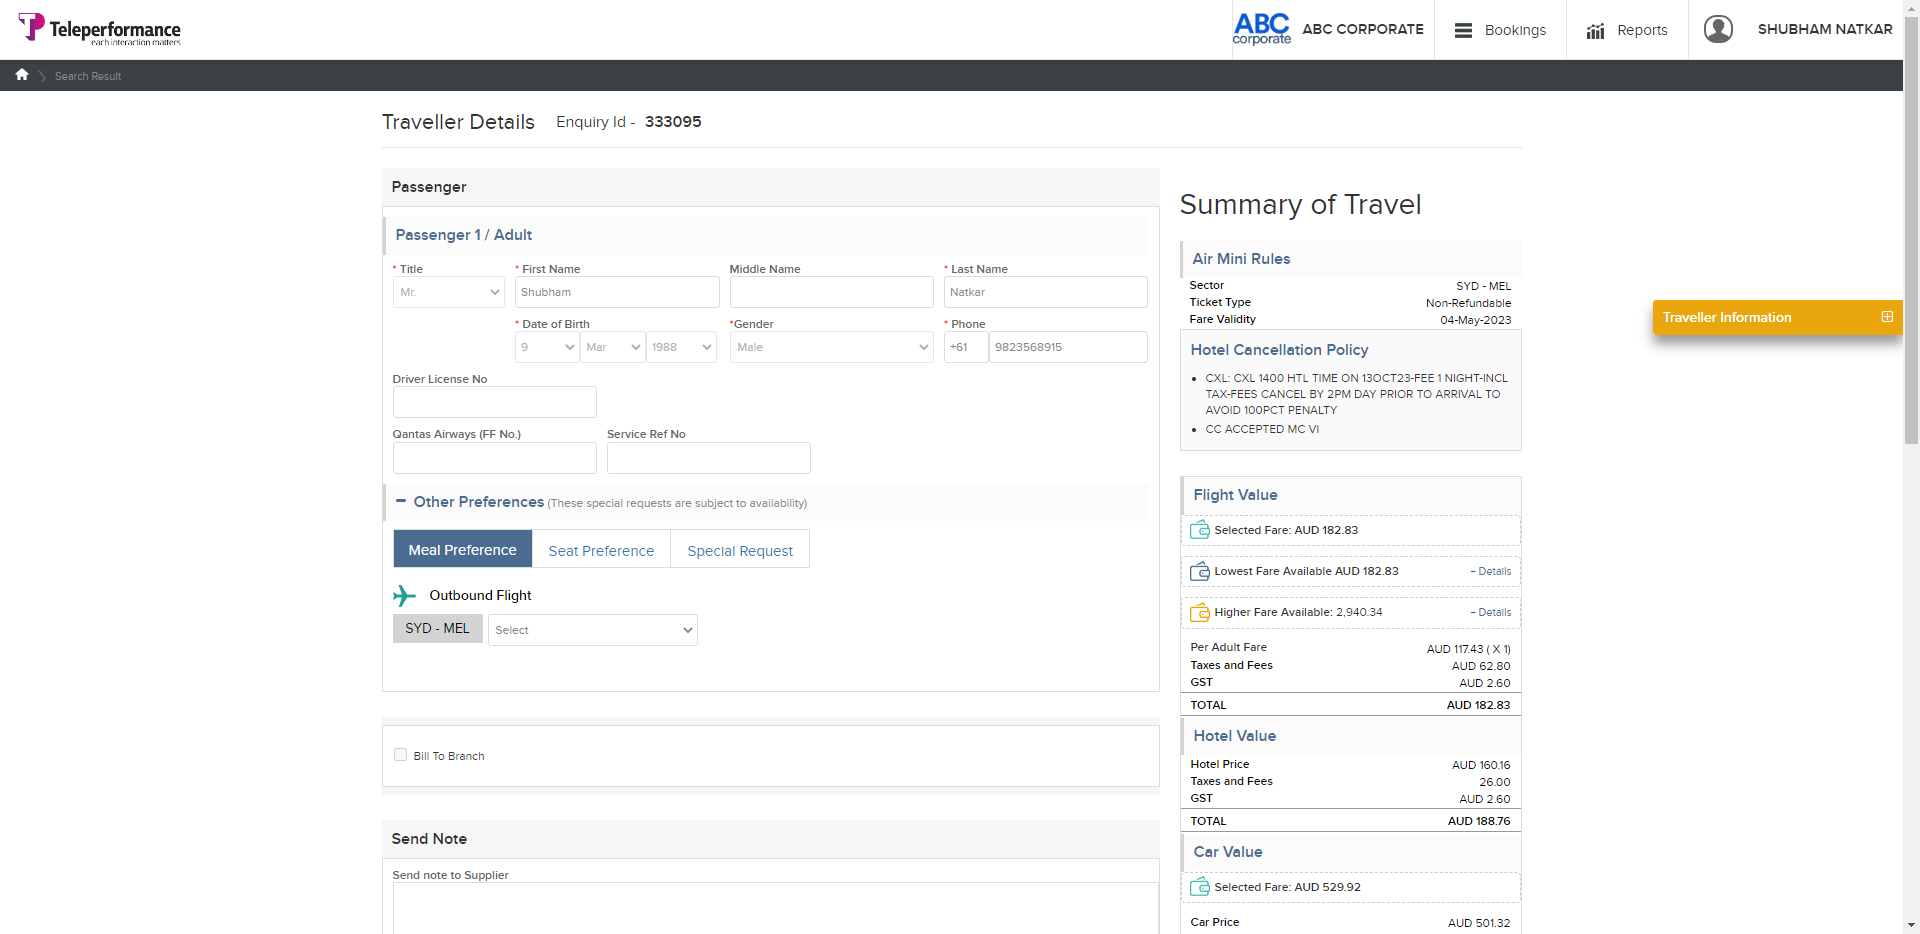 Teleperformance
each interaction matters
ABC
corporate
ABC CORPORATE
Bookings
Reports
SHUBHAM NATKAR
Search Result
Traveller Details
Enquiry Id - 333095
Passenger
Passenger 1 / Adult
* Title
* First Name
Middle Name
* Last Name
Mr.
Shubham
Natkar
* Date of Birth
*Gender
* Phone
9
Mar
1988
Male
+61
9823568915
Driver License No
Qantas Airways (FF No.)
Service Ref No
Other Preferences (These special requests are subject to availability)
Meal Preference
Seat Preference
Special Request
Outbound Flight
SYD - MEL
Select
Bill To Branch
Send Note
Send note to Supplier
Summary of Travel
Air Mini Rules
Sector SYD - MEL
Ticket Type Non-Refundable
Fare Validity 04-May-2023
Hotel Cancellation Policy
• CXL: CXL 1400 HTL TIME ON 13OCT23-FEE 1 NIGHT-INCL
TAX-FEES CANCEL BY 2PM DAY PRIOR TO ARRIVAL TO
AVOID 100PCT PENALTY
• CC ACCEPTED MC VI
Flight Value
Selected Fare: AUD 182.83
Lowest Fare Available AUD 182.83 + Details
Higher Fare Available: 2,940.34 + Details
Per Adult Fare AUD 117.43 ( X 1)
Taxes and Fees AUD 62.80
GST AUD 2.60
TOTAL AUD 182.83
Hotel Value
Hotel Price AUD 160.16
Taxes and Fees 26.00
GST AUD 2.60
TOTAL AUD 188.76
Car Value
Selected Fare: AUD 529.92
Car Price AUD 501.32
Traveller Information